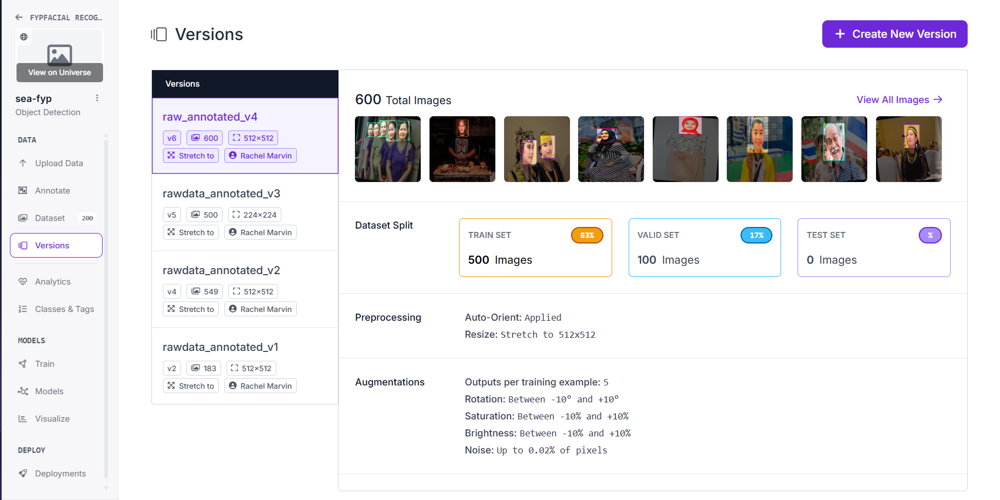 FYPFACIAL RECOG…
View on Universe
sea-fyp
Object Detection
DATA
Upload Data
Annotate
Dataset 200
Versions
Analytics
Classes & Tags
MODELS
Train
Models
Visualize
DEPLOY
Deployments
Versions
+ Create New Version
Versions
raw_annotated_v4
v6 600 512×512
Stretch to Rachel Marvin
rawdata_annotated_v3
v5 500 224×224
Stretch to Rachel Marvin
rawdata_annotated_v2
v4 549 512×512
Stretch to Rachel Marvin
rawdata_annotated_v1
v2 183 512×512
Stretch to Rachel Marvin
600 Total Images
View All Images →
Dataset Split
TRAIN SET 83%
500 Images
VALID SET 17%
100 Images
TEST SET %
0 Images
Preprocessing
Auto-Orient: Applied
Resize: Stretch to 512x512
Augmentations
Outputs per training example: 5
Rotation: Between -10° and +10°
Saturation: Between -10% and +10%
Brightness: Between -10% and +10%
Noise: Up to 0.02% of pixels